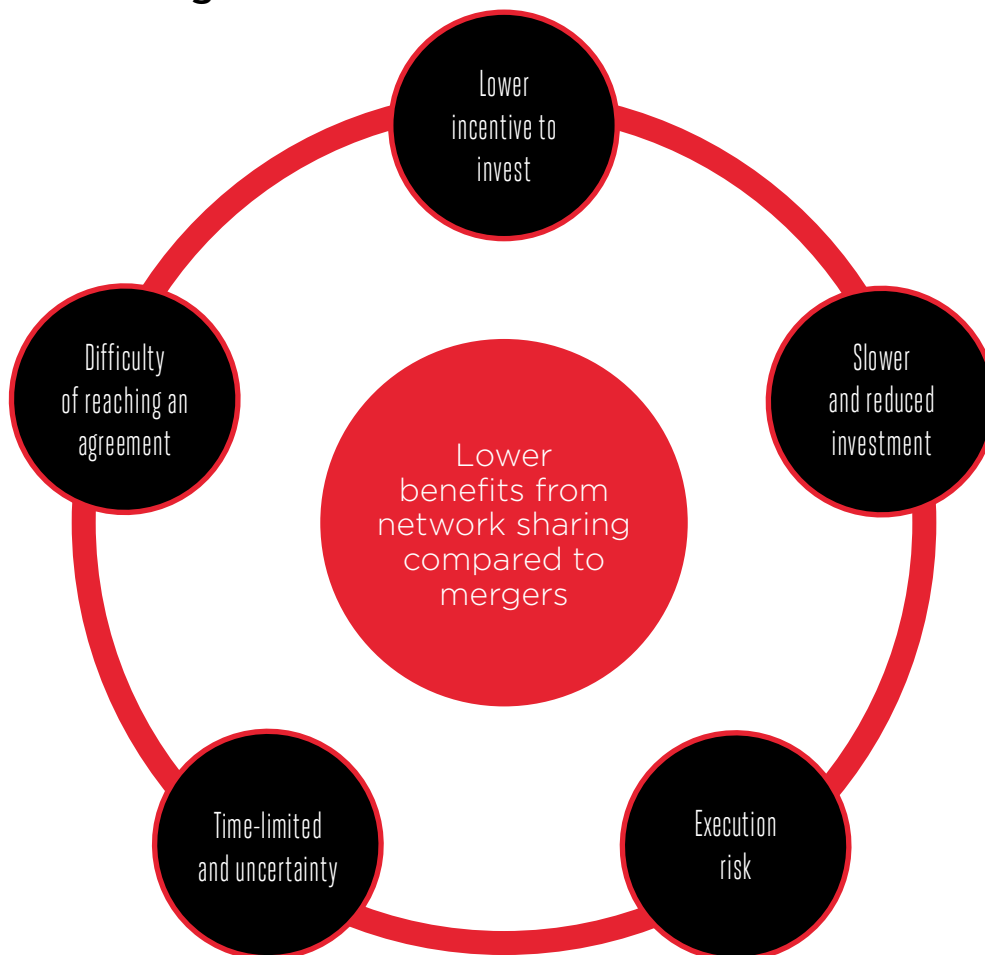 Lower
incentive to
invest
Difficulty
of reaching an
agreement
Slower
and reduced
investment
Lower
benefits from
network sharing
compared to
mergers
Time-limited
and uncertainty
Execution
risk